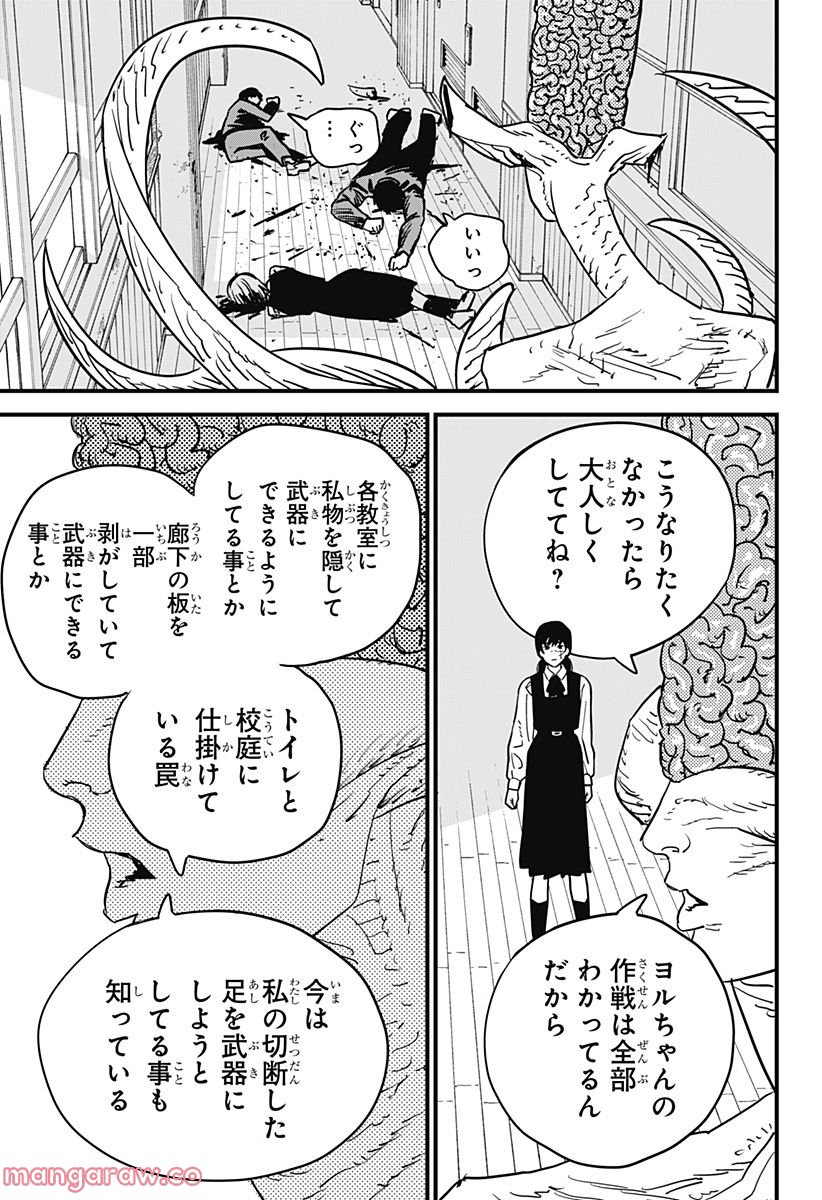 ぐっ
…
いいっ
こうなりたく
なかったら
大人しく
しててね？
ヨルちゃんの
作戦は全部
わかってるん
だから
各教室に
私物を隠して
武器に
できるように
してる事とか
廊下の板を
一部
剥がしていて
武器にできる
事とか
トイレと
校庭に
仕掛けて
いる罠
今は
私の切断した
足を武器に
しようと
してる事も
知っている
mangaraw.co